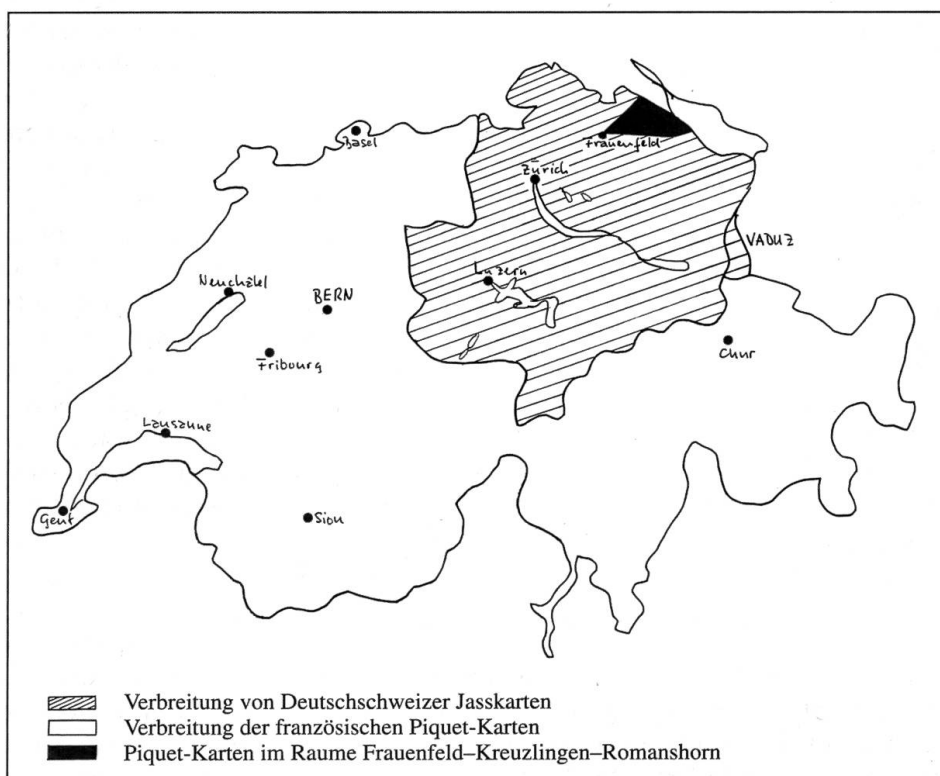 Basel
Frauenfeld
Zürich
VADUZ
Luzern
Neuchâtel
BERN
Fribourg
Chur
Lausanne
Genf
Sion
Verbreitung von Deutschschweizer Jasskarten
Verbreitung der französischen Piquet-Karten
Piquet-Karten im Raume Frauenfeld–Kreuzlingen–Romanshorn